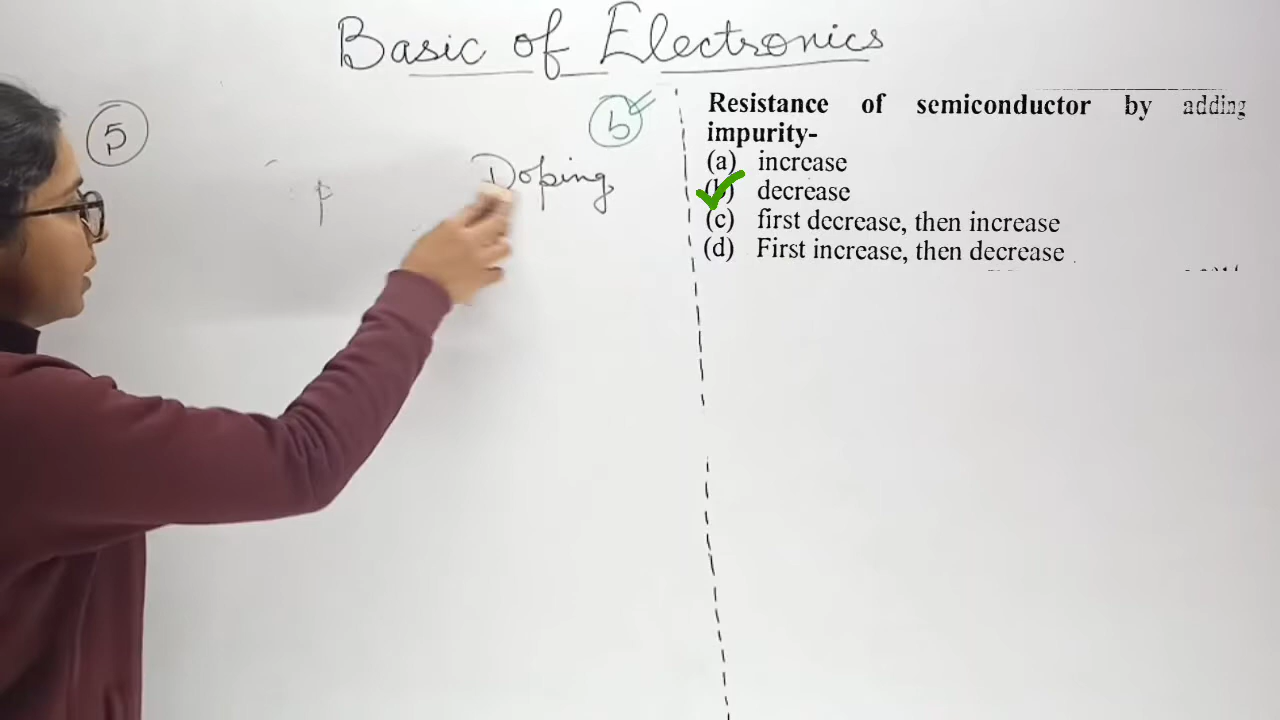 Basic of Electronics
5
b
p
Doping
Resistance of semiconductor by adding
impurity-
(a) increase
(b) decrease
(c) first decrease, then increase
(d) First increase, then decrease